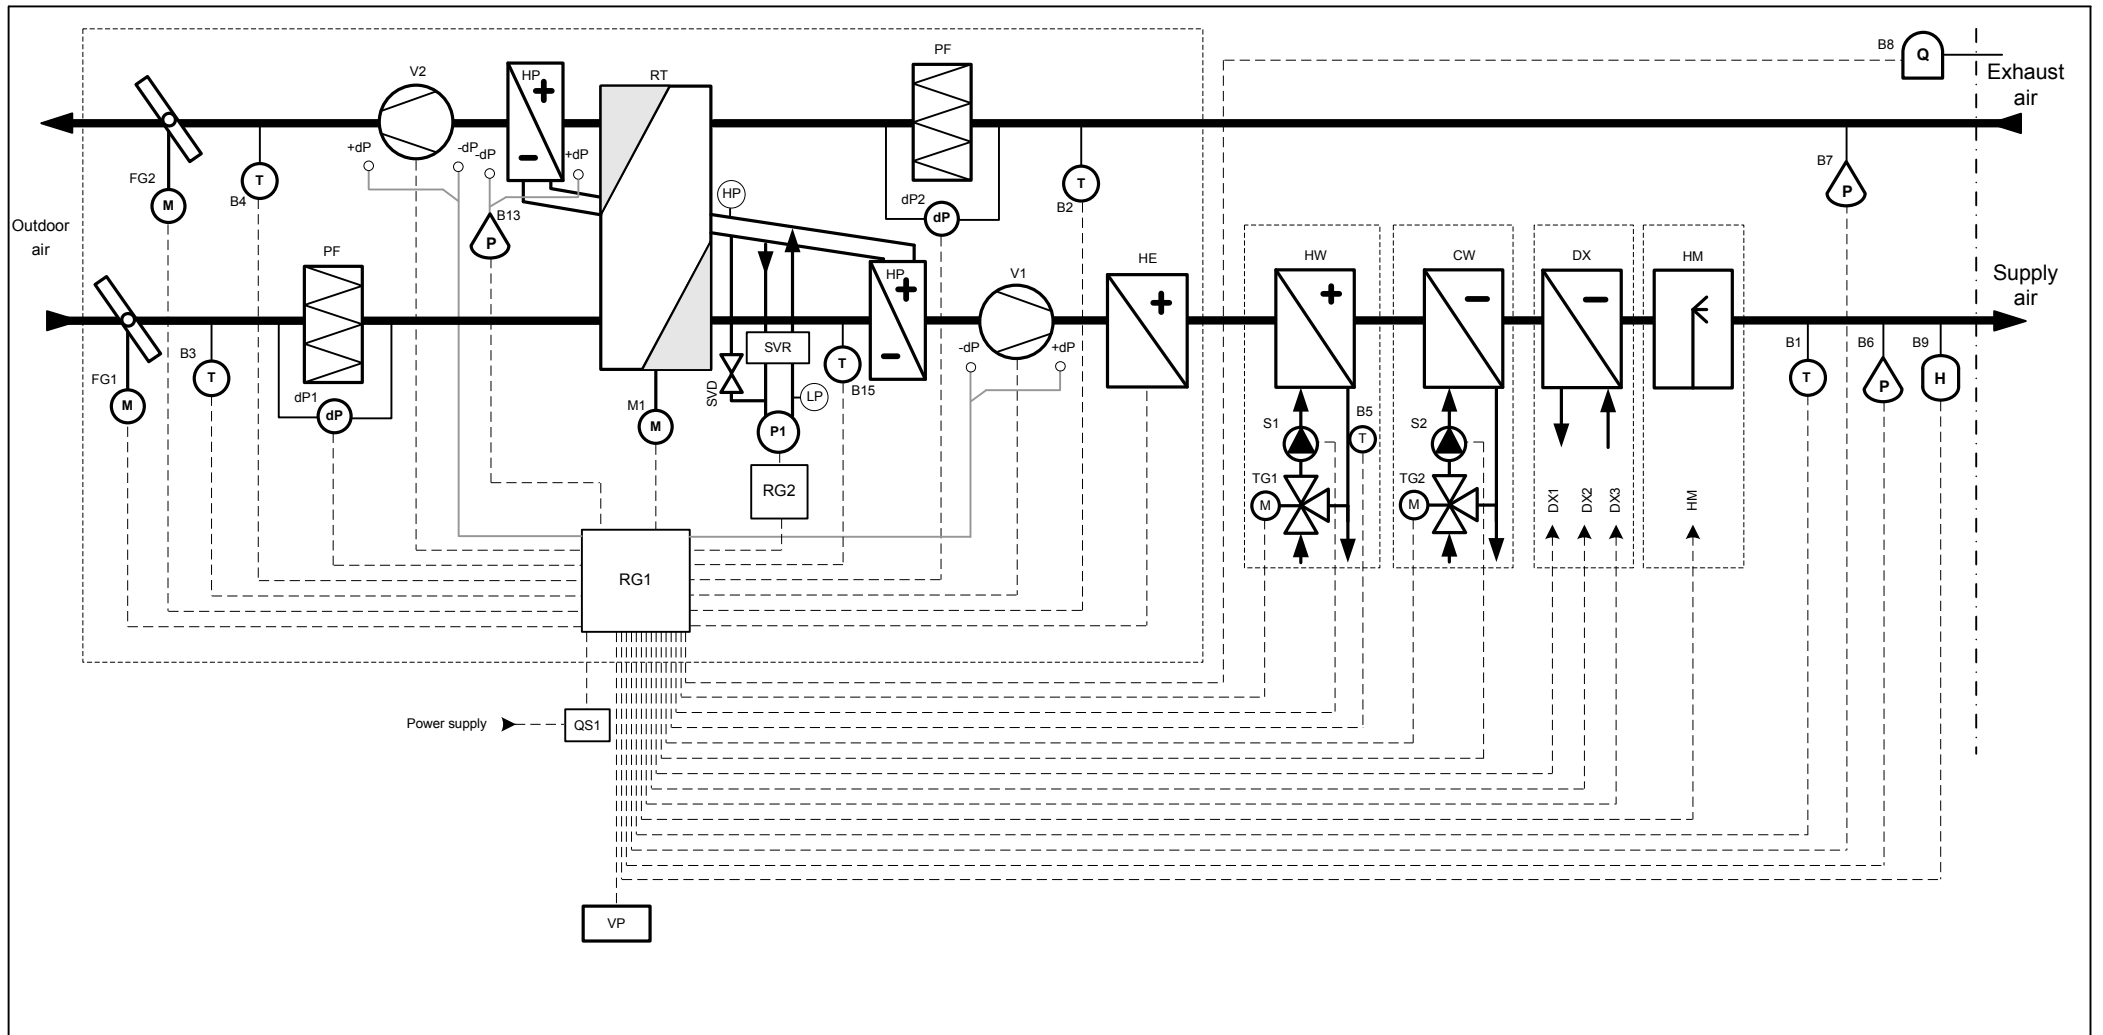 B8
Q
Exhaust
air
PF
V2
HP
RT
+dP
-dP
-dP
+dP
B7
P
FG2
M
T
B4
HP
dP2
dP
T
B2
B13
P
Outdoor
air
PF
HP
V1
HE
HW
CW
DX
HM
Supply
air
B3
T
FG1
M
dP1
dP
SVR
SVD
T
B15
LP
M1
M
P1
-dP
+dP
B1
T
B6
P
B9
H
S1
B5
T
S2
RG2
TG1
M
TG2
M
DX1
DX2
DX3
HM
RG1
Power supply
QS1
VP